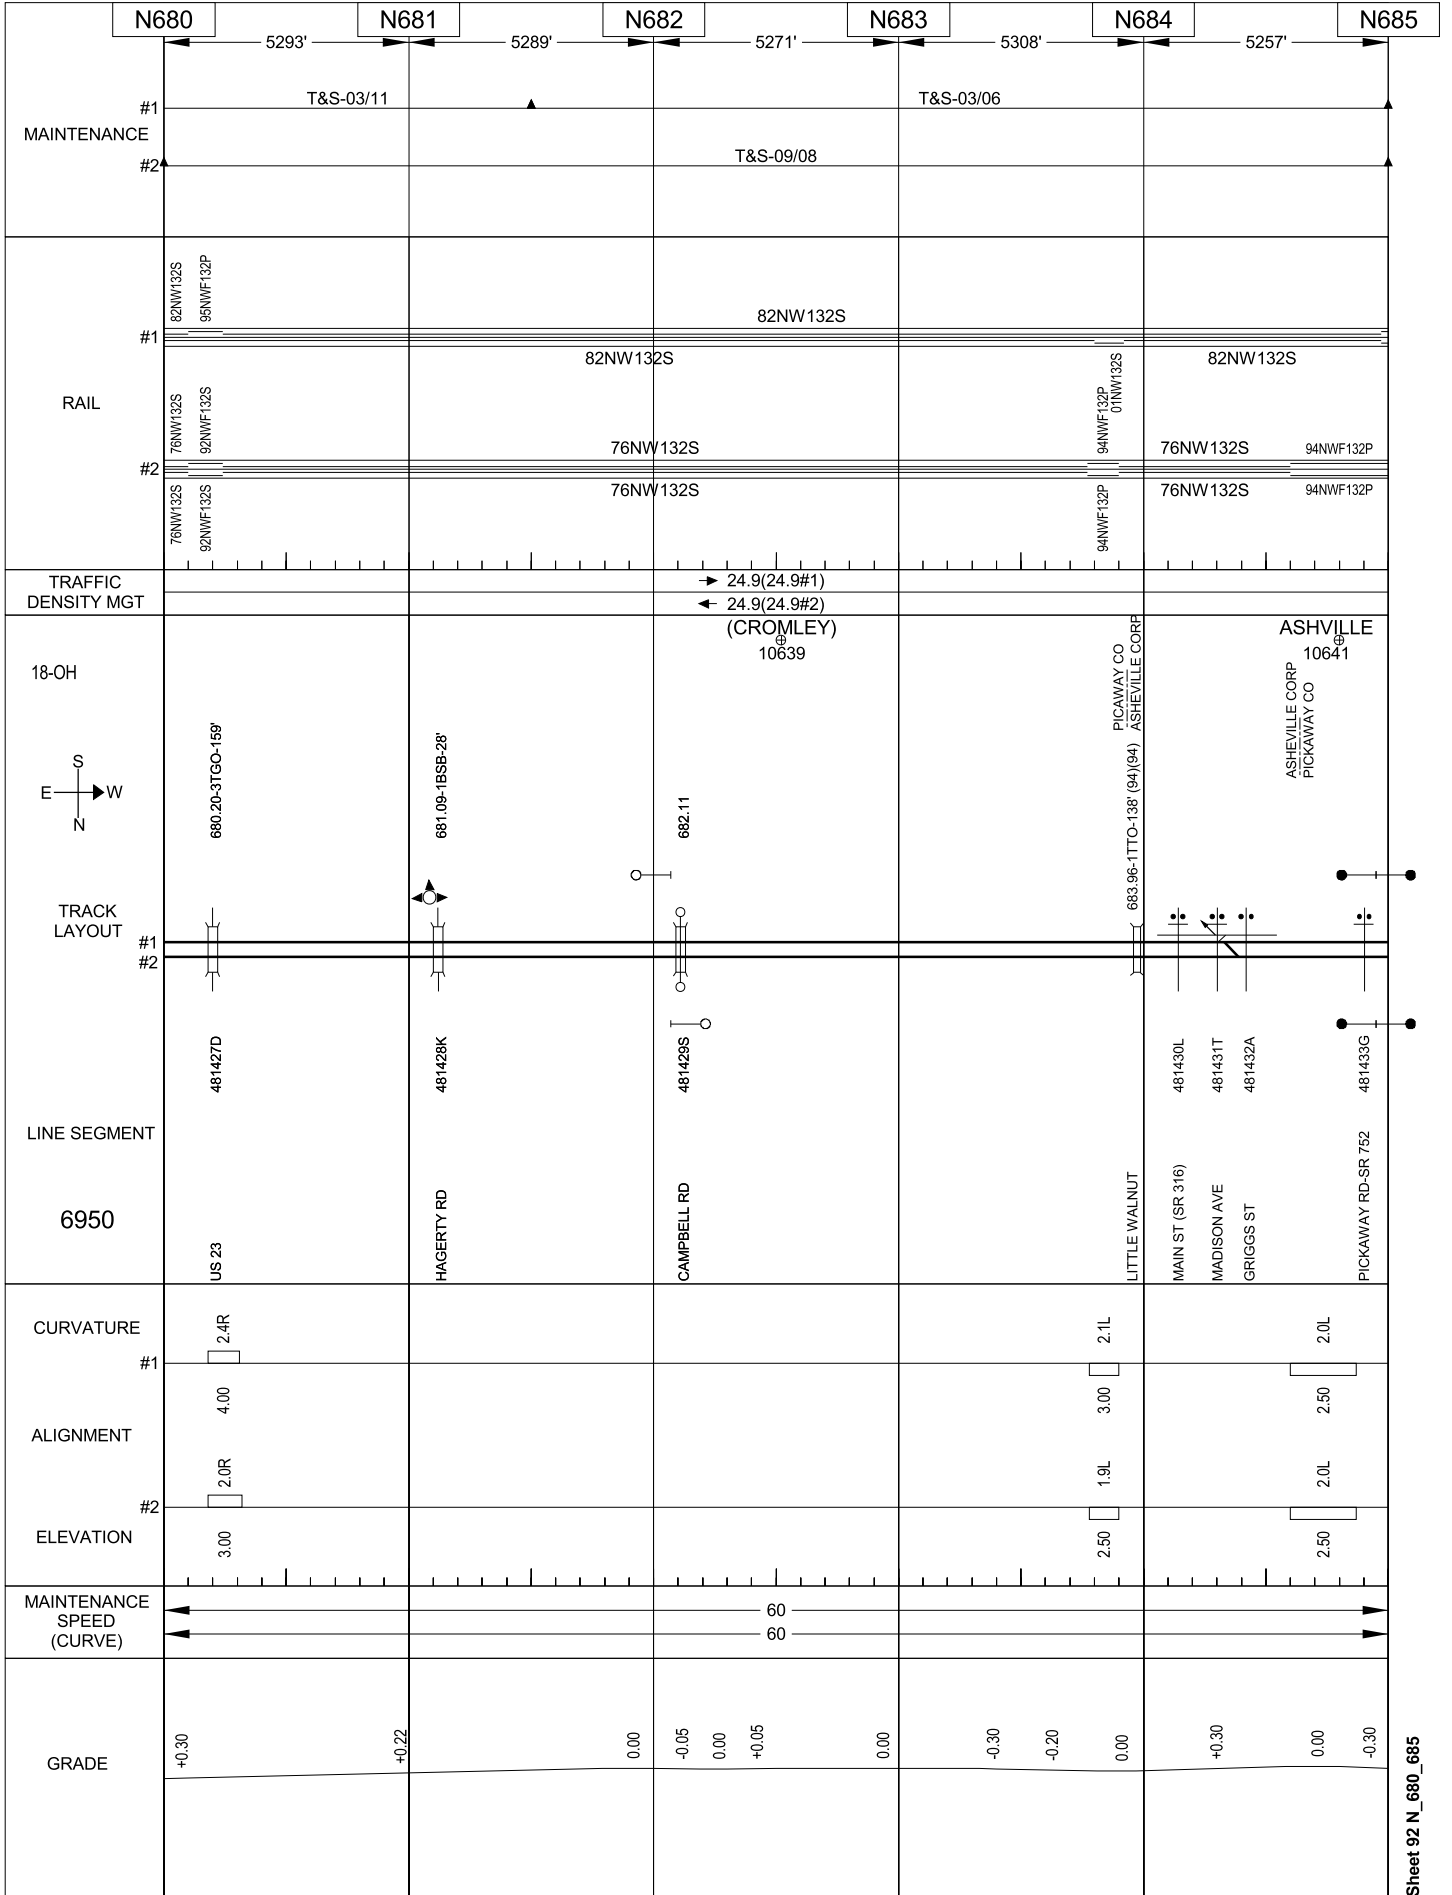 N680 N681 N682 N683 N684 N685
5293' 5289' 5271' 5308' 5257'
T&S-03/11 T&S-03/06
#1
MAINTENANCE
T&S-09/08
#2
82NW132S
95NWF132P
82NW132S
#1
82NW132S 82NW132S
94NWF132P
01NW132S
RAIL
76NW132S
92NWF132S
76NW132S 76NW132S 94NWF132P
#2
76NW132S 76NW132S 94NWF132P
76NW132S
92NWF132S
94NWF132P
TRAFFIC
DENSITY MGT
24.9(24.9#1)
24.9(24.9#2)
(CROMLEY)
10639
ASHVILLE
10641
18-OH
PICAWAY CO
ASHEVILLE CORP
ASHEVILLE CORP
PICKAWAY CO
S
E W
N
680.20-3TGO-159'
681.09-1BSB-28'
682.11
683.96-1TTO-138' (94)(94)
TRACK
LAYOUT
#1
#2
481427D
481428K
481429S
481430L
481431T
481432A
481433G
LINE SEGMENT
6950
US 23
HAGERTY RD
CAMPBELL RD
LITTLE WALNUT
MAIN ST (SR 316)
MADISON AVE
GRIGGS ST
PICKAWAY RD-SR 752
CURVATURE
2.4R 2.1L 2.0L
#1
4.00 3.00 2.50
ALIGNMENT
2.0R 1.9L 2.0L
#2
ELEVATION
3.00 2.50 2.50
MAINTENANCE
SPEED
(CURVE)
60
60
GRADE
+0.30 +0.22 0.00 -0.05 0.00 +0.05 0.00 -0.30 -0.20 0.00 +0.30 0.00 -0.30
Sheet 92 N_680_685